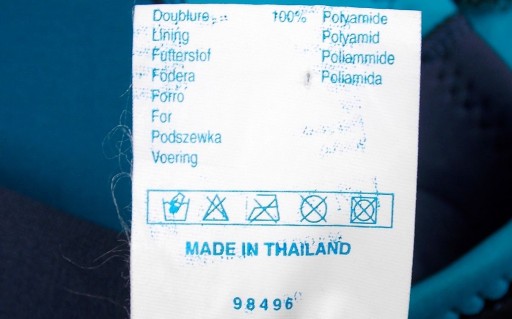 Doublure 100% Polyamide
Lining Polyamid
Futterstof Poliammide
Fodera Poliamida
Forro
For
Podszewka
Voering
MADE IN THAILAND
98496